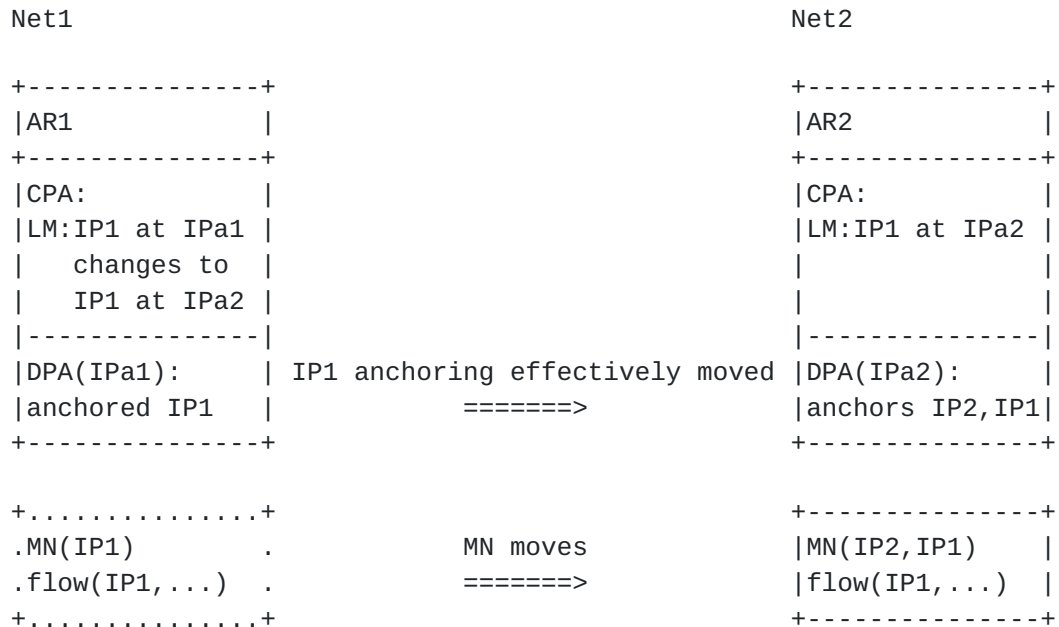 Net1                                              Net2

+---------------+                                 +---------------+
|AR1            |                                 |AR2            |
+---------------+                                 +---------------+
|CPA:           |                                 |CPA:           |
|LM:IP1 at IPa1 |                                 |LM:IP1 at IPa2 |
|   changes to  |                                 |               |
|   IP1 at IPa2 |                                 |               |
|---------------|                                 |---------------|
|DPA(IPa1):     | IP1 anchoring effectively moved |DPA(IPa2):     |
|anchored IP1   |            =======>             |anchors IP2,IP1|
+---------------+                                 +---------------+

+...............+                                 +---------------+
.MN(IP1)        .            MN moves             |MN(IP2,IP1)    |
.flow(IP1,...)  .            =======>             |flow(IP1,...)  |
+...............+                                 +---------------+